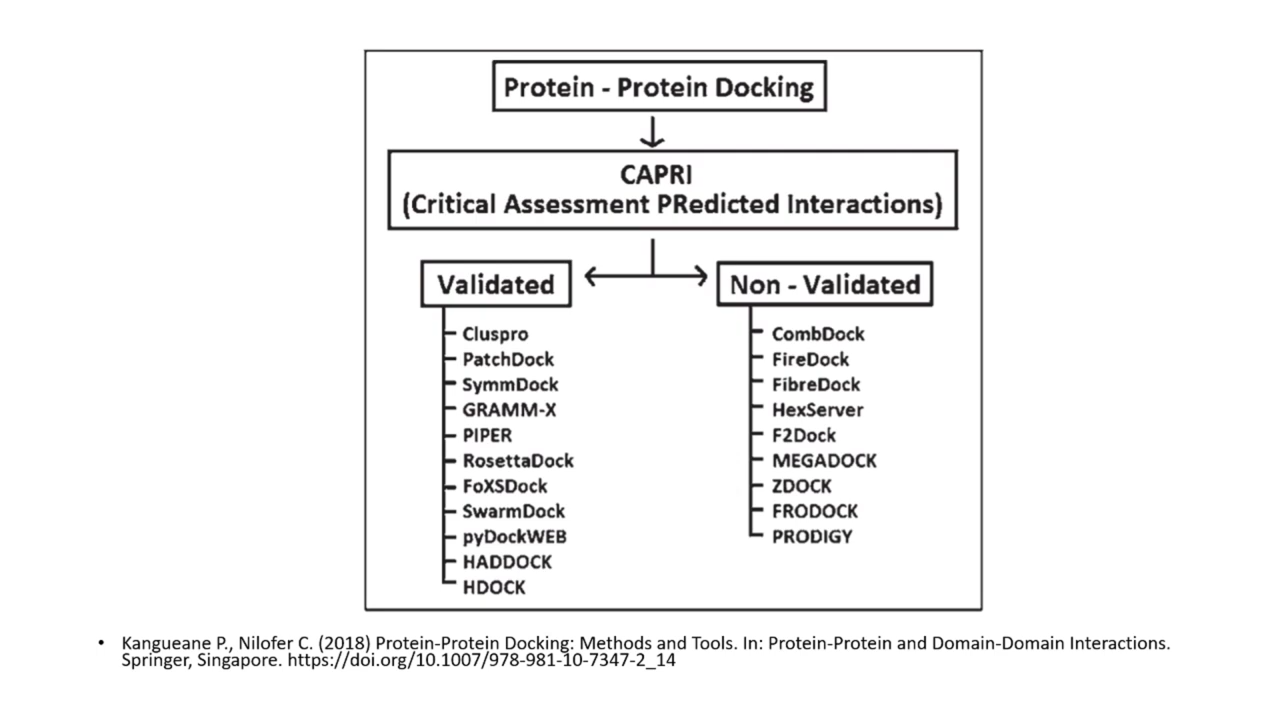 Protein - Protein Docking
CAPRI
(Critical Assessment PRedicted Interactions)
Validated
Cluspro
PatchDock
SymmDock
GRAMM-X
PIPER
RosettaDock
FoXSDock
SwarmDock
pyDockWEB
HADDOCK
HDOCK
Non - Validated
CombDock
FireDock
FibreDock
HexServer
F2Dock
MEGADOCK
ZDOCK
FRODOCK
PRODIGY
• Kangueane P., Nilofer C. (2018) Protein-Protein Docking: Methods and Tools. In: Protein-Protein and Domain-Domain Interactions.
Springer, Singapore. https://doi.org/10.1007/978-981-10-7347-2_14